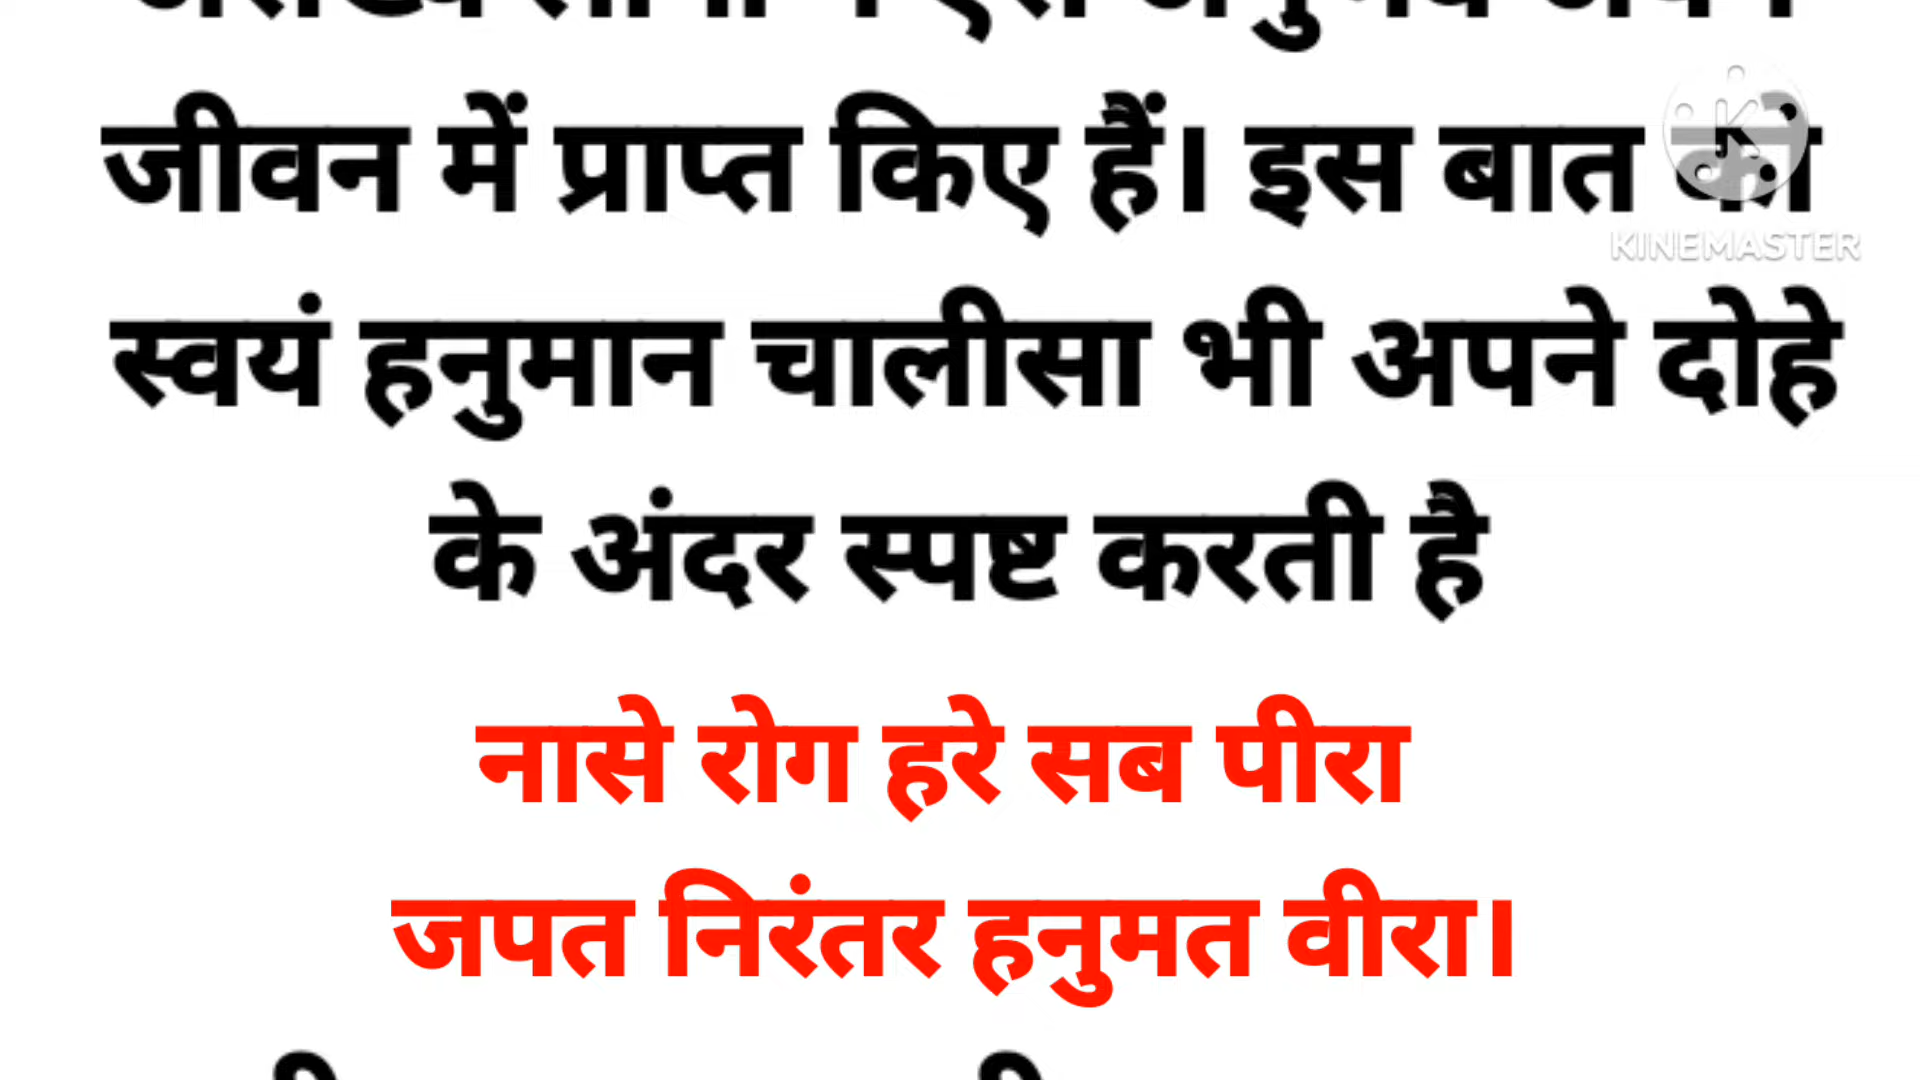 जीवन में प्राप्त किए हैं। इस बात को
KINEMASTER
स्वयं हनुमान चालीसा भी अपने दोहे
के अंदर स्पष्ट करती है
नासे रोग हरे सब पीरा
जपत निरंतर हनुमत वीरा।